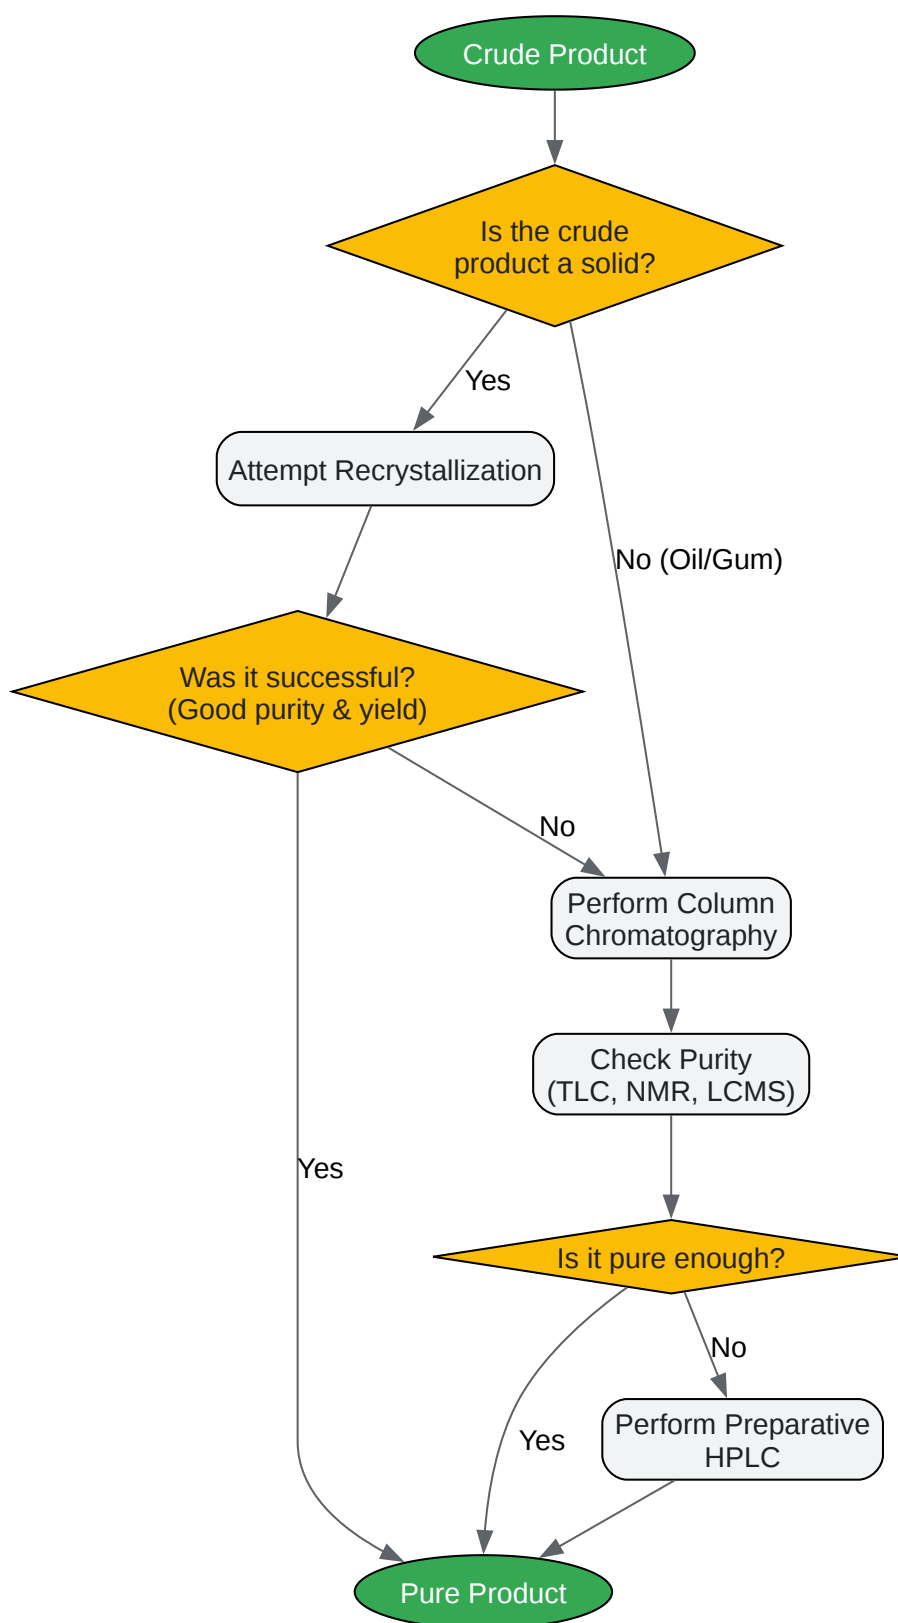 Crude Product
Is the crude
product a solid?
Yes
Attempt Recrystallization
No (Oil/Gum)
Was it successful?
(Good purity & yield)
No
Perform Column
Chromatography
Check Purity
(TLC, NMR, LCMS)
Yes
Is it pure enough?
No
Yes
Perform Preparative
HPLC
Pure Product